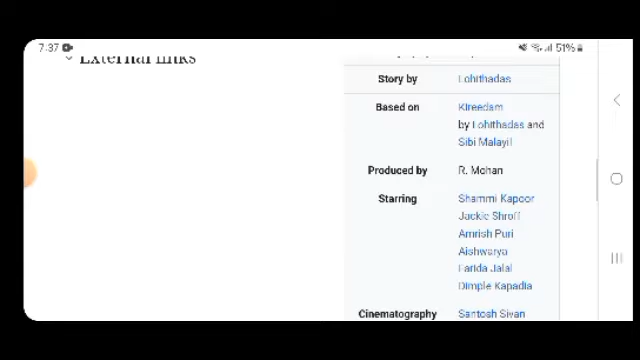 7:37
51%
External links
Story by Lohithadas
Based on Kireedam
by Lohithadas and
Sibi Malayil
Produced by R. Mohan
Starring Shammi Kapoor
Jackie Shroff
Amrish Puri
Aishwarya
Farida Jalal
Dimple Kapadia
Cinematography Santosh Sivan